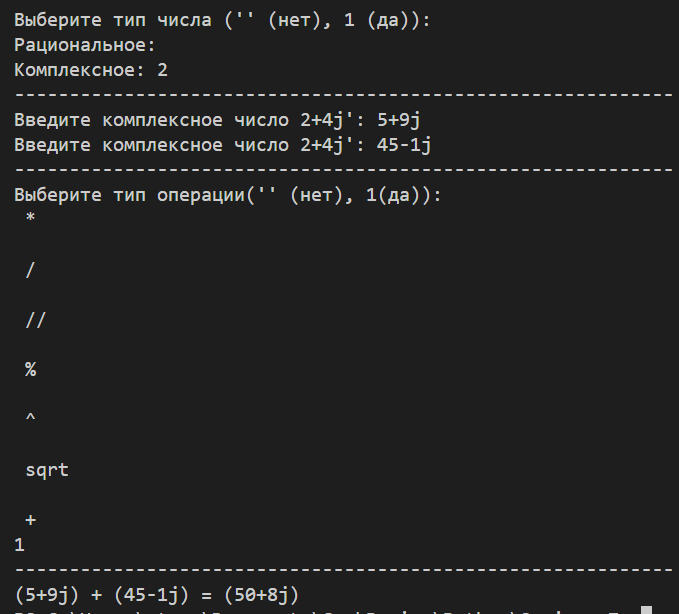 Выберите тип числа ('' (нет), 1 (да)):
Рациональное:
Комплексное: 2
------------------------------------------------------------
Введите комплексное число 2+4j': 5+9j
Введите комплексное число 2+4j': 45-1j
------------------------------------------------------------
Выберите тип операции('' (нет), 1(да)):
*
/
//
%
^
sqrt
+
1
------------------------------------------------------------
(5+9j) + (45-1j) = (50+8j)